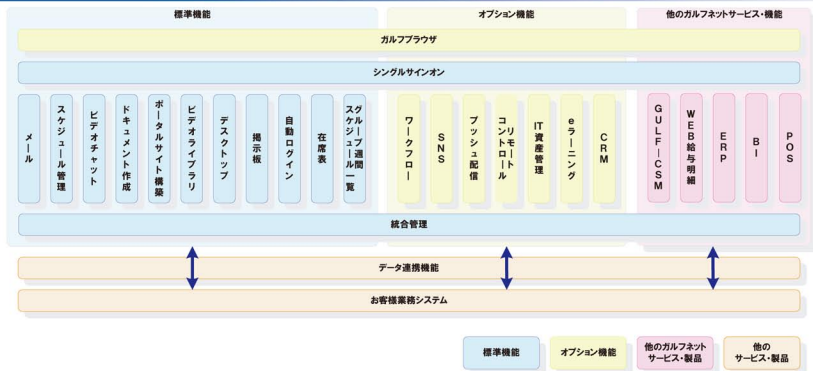 標準機能
オプション機能
他のガルフネットサービス・機能
ガルフブラウザ
シングルサインオン
メール
スケジュール管理
ビデオチャット
ドキュメント作成
ポータルサイト構築
ビデオライブラリ
デスクトップ
掲示板
自動ログイン
在席表
グループ週間
スケジュール一覧
ワークフロー
SNS
プッシュ配信
リモート
コントロール
IT資産管理
eラーニング
CRM
GULF－CSM
WEB給与明細
ERP
BI
POS
統合管理
データ連携機能
お客様業務システム
標準機能
オプション機能
他のガルフネット
サービス・製品
他の
サービス・製品